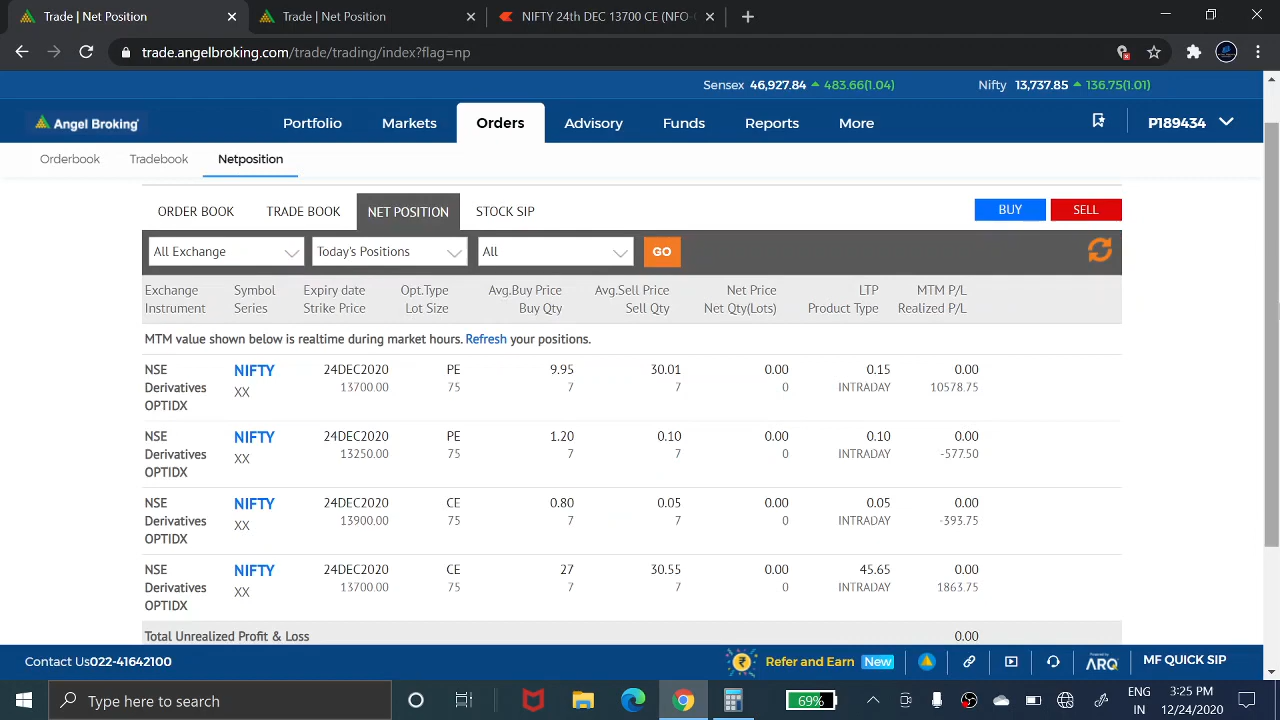 Trade | Net Position
Trade | Net Position
NIFTY 24th DEC 13700 CE (NFO-
trade.angelbroking.com/trade/trading/index?flag=np
Sensex 46,927.84 483.66(1.04) Nifty 13,737.85 136.75(1.01)
Angel Broking Portfolio Markets Orders Advisory Funds Reports More P189434
Orderbook Tradebook Netposition
ORDER BOOK TRADE BOOK NET POSITION STOCK SIP BUY SELL
All Exchange Today's Positions All GO
Exchange Symbol Expiry date Opt.Type Avg.Buy Price Avg.Sell Price Net Price LTP MTM P/L
Instrument Series Strike Price Lot Size Buy Qty Sell Qty Net Qty(Lots) Product Type Realized P/L
MTM value shown below is realtime during market hours. Refresh your positions.
NSE NIFTY 24DEC2020 PE 9.95 30.01 0.00 0.15 0.00
Derivatives XX 13700.00 75 7 7 0 INTRADAY 10578.75
OPTIDX
NSE NIFTY 24DEC2020 PE 1.20 0.10 0.00 0.10 0.00
Derivatives XX 13250.00 75 7 7 0 INTRADAY -577.50
OPTIDX
NSE NIFTY 24DEC2020 CE 0.80 0.05 0.00 0.05 0.00
Derivatives XX 13900.00 75 7 7 0 INTRADAY -393.75
OPTIDX
NSE NIFTY 24DEC2020 CE 27 30.55 0.00 45.65 0.00
Derivatives XX 13700.00 75 7 7 0 INTRADAY 1863.75
OPTIDX
Total Unrealized Profit & Loss 0.00
Contact Us022-41642100 Refer and Earn New Powered by ARQ MF QUICK SIP
Type here to search 69% ENG 3:25 PM
IN 12/24/2020